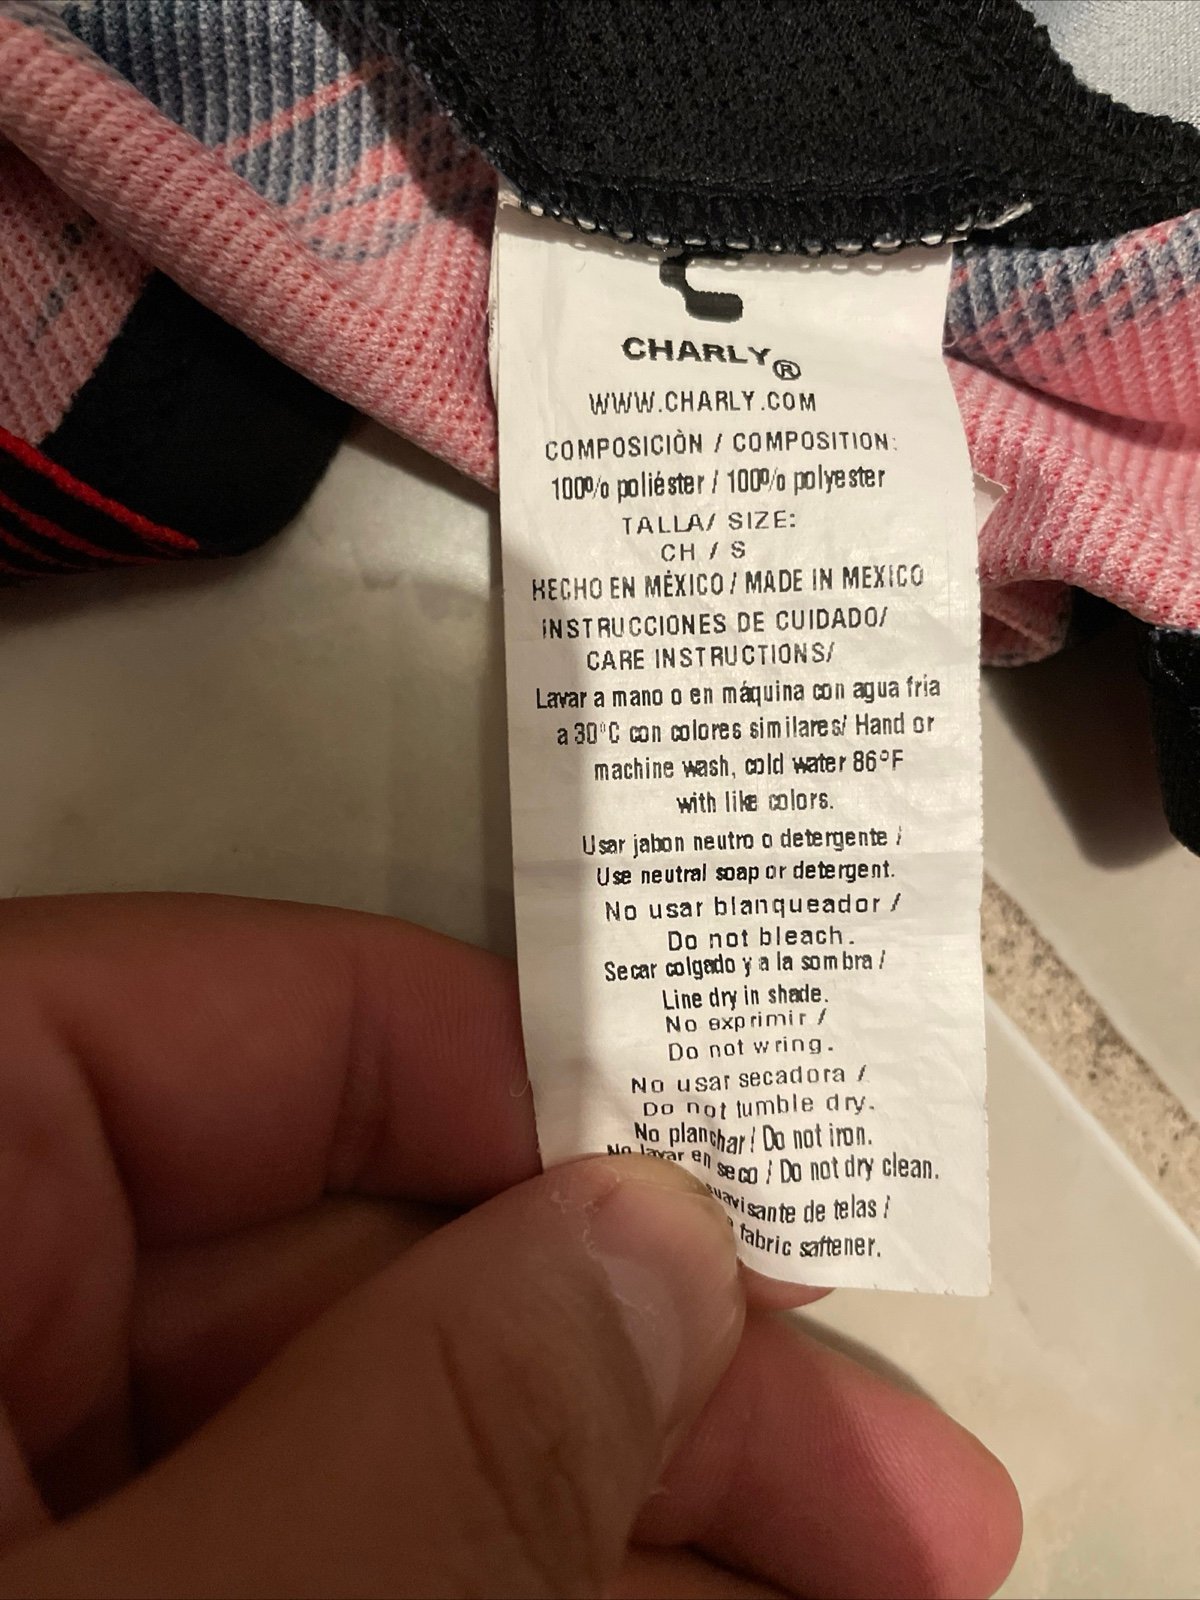 CHARLY®
WWW.CHARLY.COM
COMPOSICIÒN / COMPOSITION:
100% poliéster / 100% polyester
TALLA/ SIZE:
CH / S
HECHO EN MÈXICO / MADE IN MEXICO
INSTRUCCIONES DE CUIDADO/
CARE INSTRUCTIONS/
Lavar a mano o en máquina con agua fría
a 30°C con colores similares/ Hand or
machine wash, cold water 86°F
with like colors.
Usar jabon neutro o detergente /
Use neutral soap or detergent.
No usar blanqueador /
Do not bleach.
Secar colgado y a la sombra /
Line dry in shade.
No exprimir /
Do not wring.
No usar secadora /
Do not tumble dry.
No planchar / Do not iron.
No lavar en seco / Do not dry clean.
suavisante de telas /
fabric saftener.